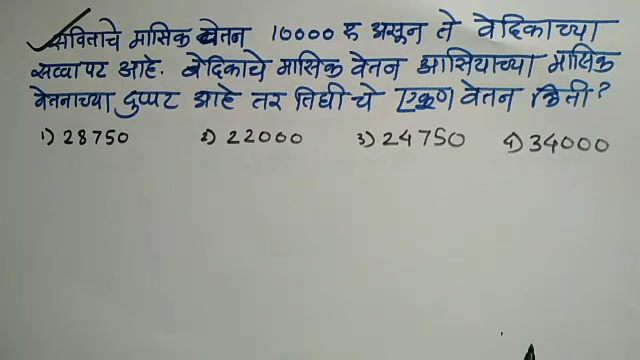 सविताचे मासिक वेतन 10000 रु असून ते वेदिकाच्या
सव्वापट आहे. वेदिकाचे मासिक वेतन आसियाच्या मासिक
वेतनाच्या दुप्पट आहे तर तिघींचे एकूण वेतन किती?
1) 28750 2) 22000 3) 24750 4) 34000